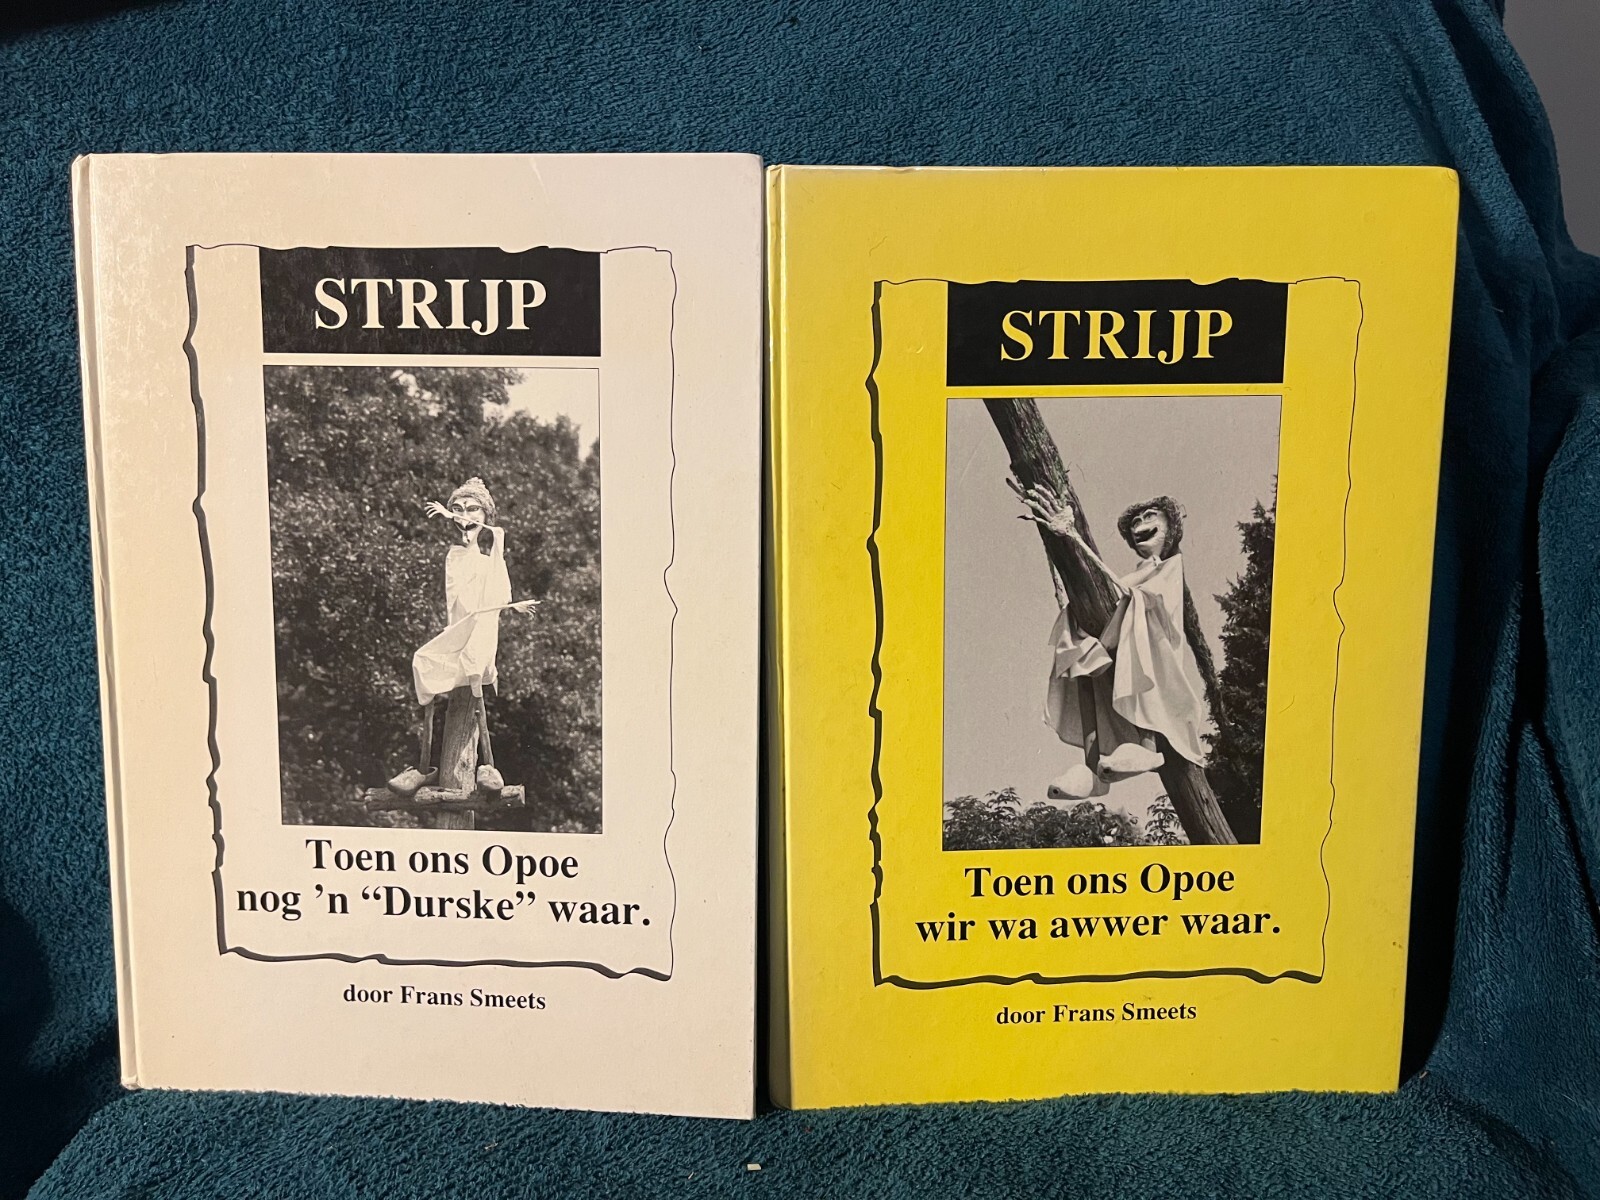 STRIJP
Toen ons Opoe
nog ’n “Durske” waar.
door Frans Smeets
STRIJP
Toen ons Opoe
wir wa awwer waar.
door Frans Smeets